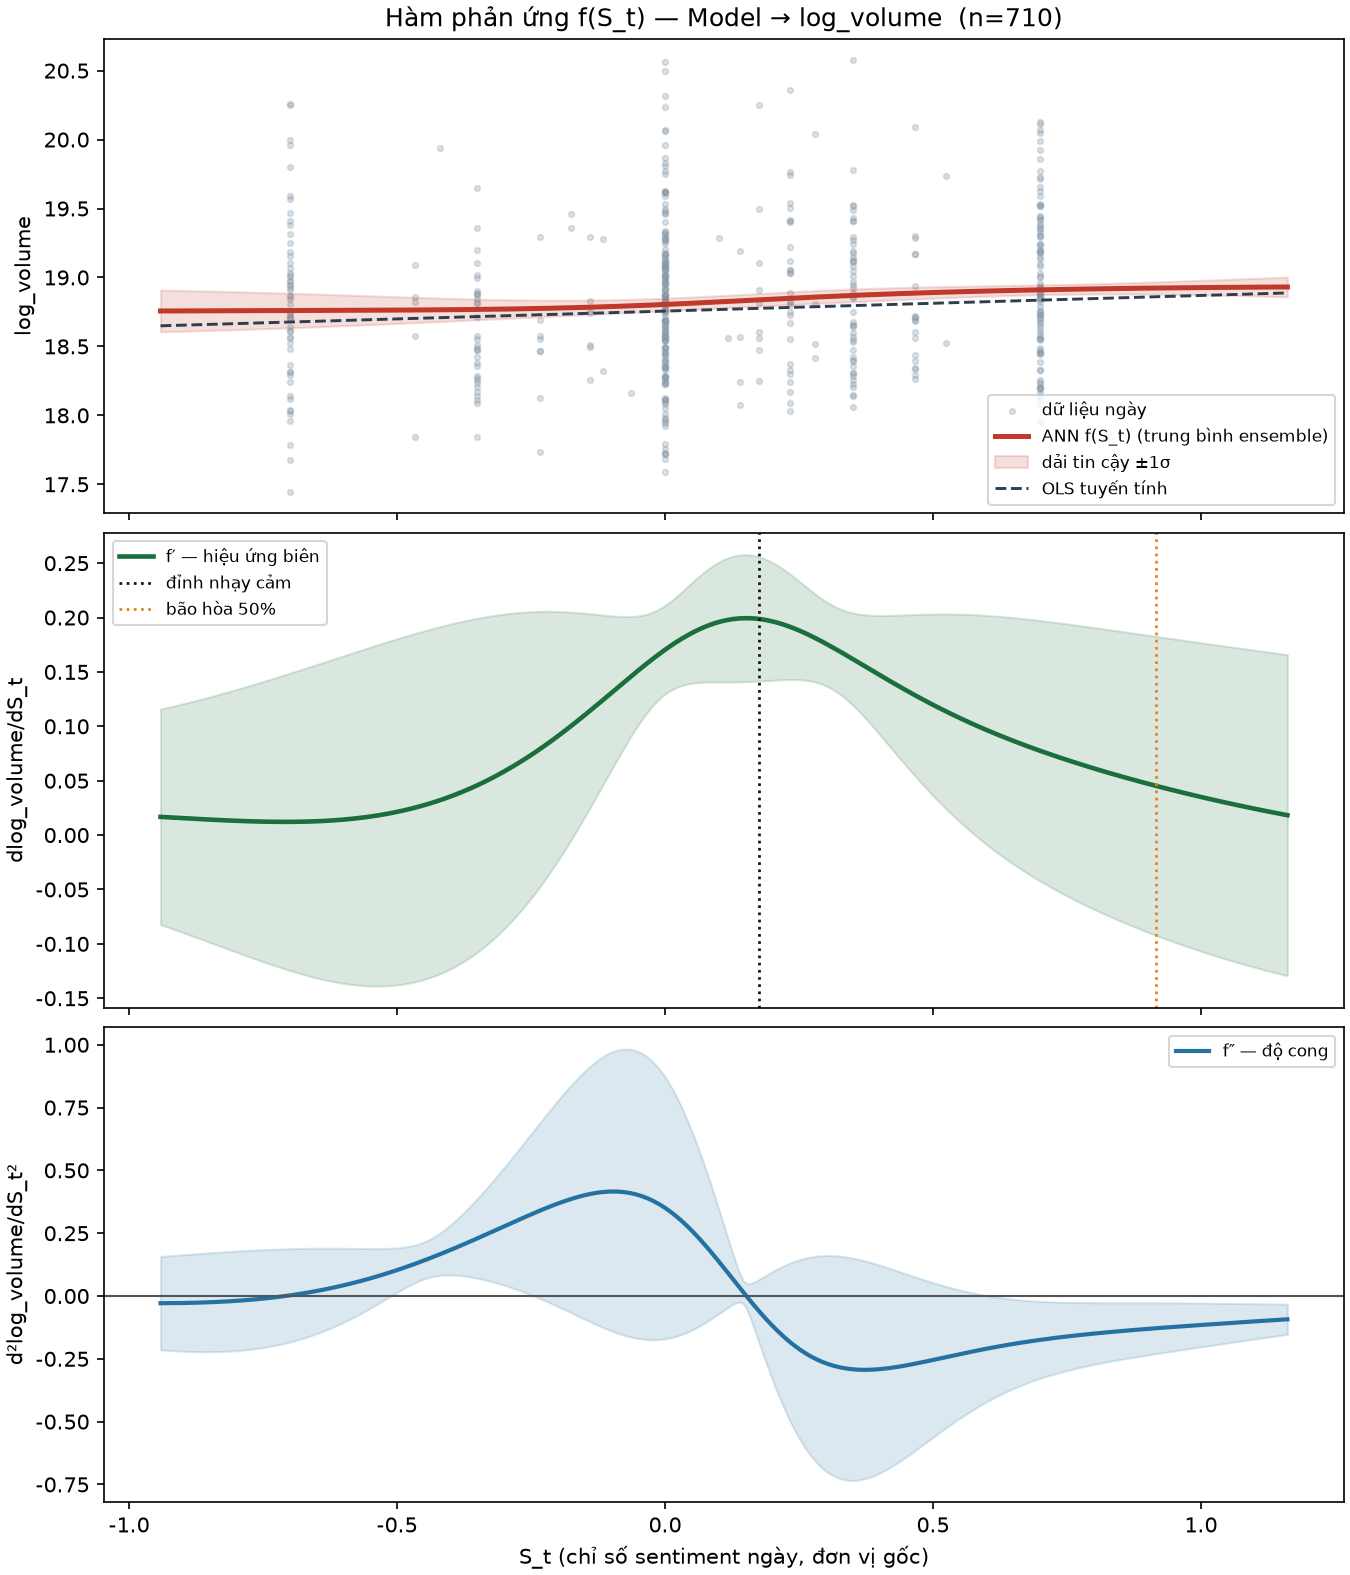 Hàm phản ứng f(S_t) — Model → log_volume (n=710)
log_volume
20.5
20.0
19.5
19.0
18.5
18.0
17.5
dữ liệu ngày
ANN f(S_t) (trung bình ensemble)
dải tin cậy ±1σ
OLS tuyến tính
dlog_volume/dS_t
0.25
0.20
0.15
0.10
0.05
0.00
-0.05
-0.10
-0.15
f′ — hiệu ứng biên
đỉnh nhạy cảm
bão hòa 50%
d²log_volume/dS_t²
1.00
0.75
0.50
0.25
0.00
-0.25
-0.50
-0.75
f″ — độ cong
-1.0 -0.5 0.0 0.5 1.0
S_t (chỉ số sentiment ngày, đơn vị gốc)